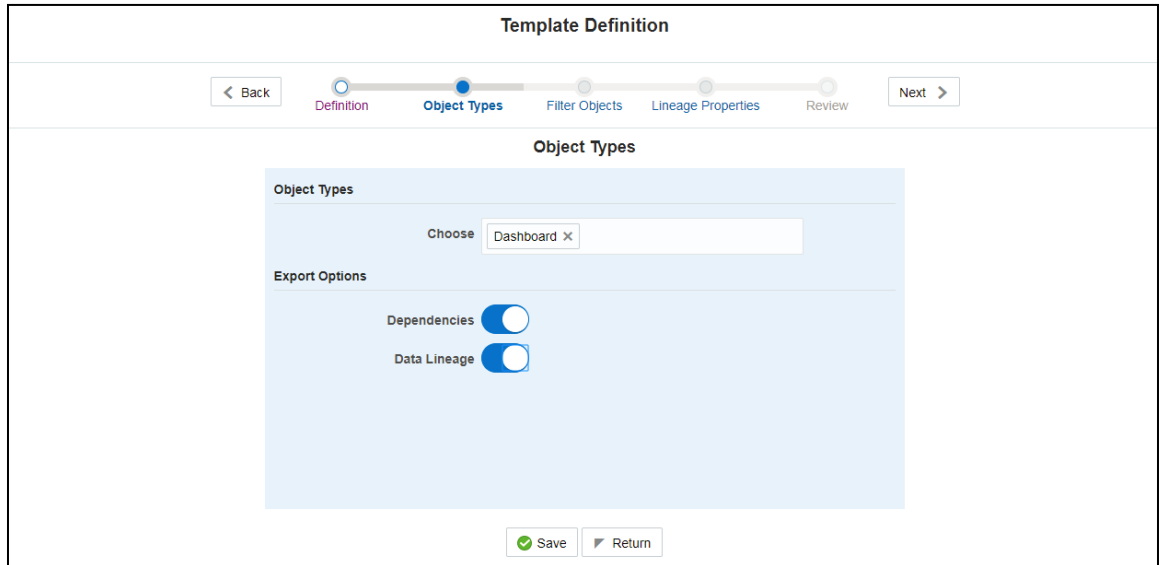 Template Definition
Back
Next
Definition
Object Types
Filter Objects
Lineage Properties
Review
Object Types
Object Types
Choose
Dashboard
Export Options
Dependencies
Data Lineage
Save
Return